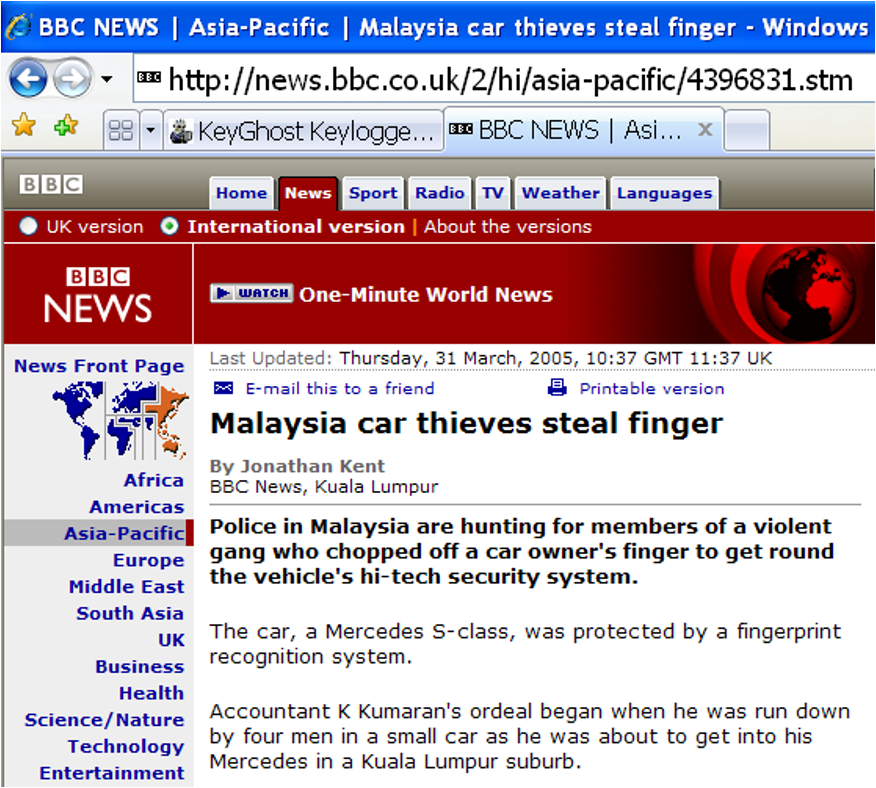 BBC NEWS | Asia-Pacific | Malaysia car thieves steal finger - Windows
BBC http://news.bbc.co.uk/2/hi/asia-pacific/4396831.stm
KeyGhost Keylogge... BBC BBC NEWS | Asi... x
BBC Home News Sport Radio TV Weather Languages
UK version International version | About the versions
BBC
NEWS
WATCH One-Minute World News
News Front Page
Africa
Americas
Asia-Pacific
Europe
Middle East
South Asia
UK
Business
Health
Science/Nature
Technology
Entertainment
Last Updated: Thursday, 31 March, 2005, 10:37 GMT 11:37 UK
E-mail this to a friend Printable version
Malaysia car thieves steal finger
By Jonathan Kent
BBC News, Kuala Lumpur
Police in Malaysia are hunting for members of a violent
gang who chopped off a car owner's finger to get round
the vehicle's hi-tech security system.
The car, a Mercedes S-class, was protected by a fingerprint
recognition system.
Accountant K Kumaran's ordeal began when he was run down
by four men in a small car as he was about to get into his
Mercedes in a Kuala Lumpur suburb.